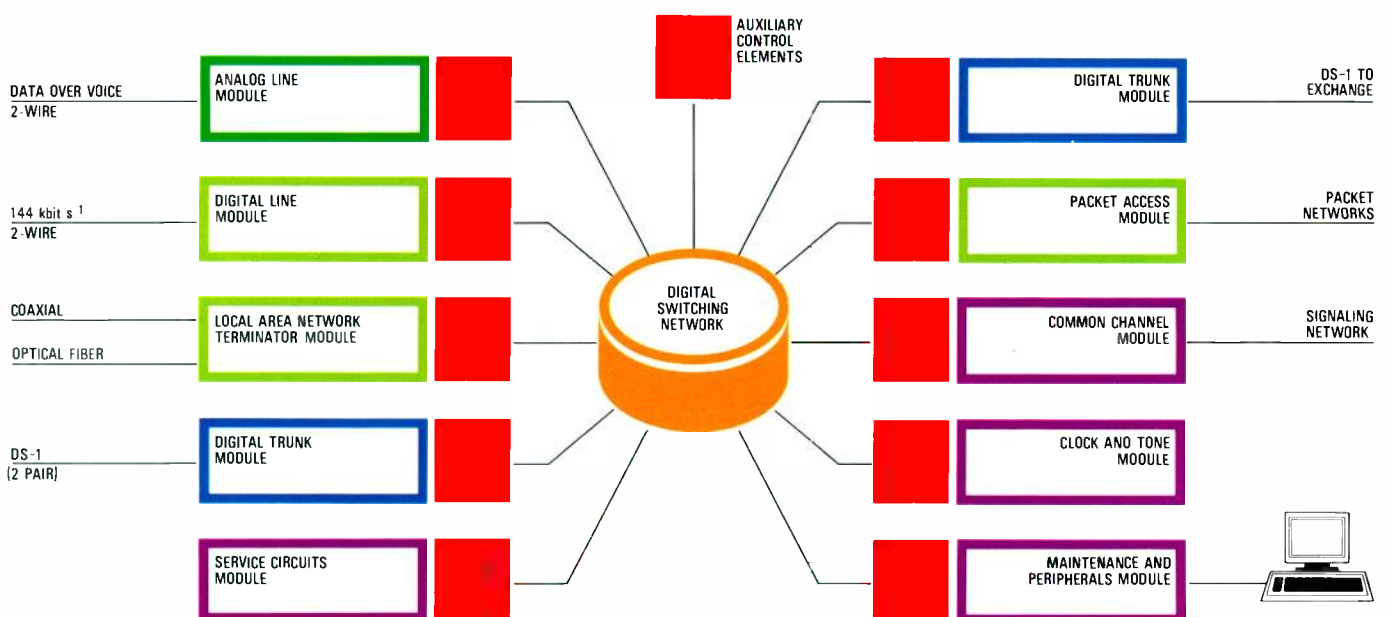 AUXILIARY
CONTROL
ELEMENTS
DATA OVER VOICE
2-WIRE
ANALOG LINE
MODULE
DIGITAL TRUNK
MODULE
DS-1 TO
EXCHANGE
144 kbit s 1
2-WIRE
DIGITAL LINE
MODULE
PACKET ACCESS
MODULE
PACKET
NETWORKS
DIGITAL
SWITCHING
NETWORK
COAXIAL
OPTICAL FIBER
LOCAL AREA NETWORK
TERMINATOR MODULE
COMMON CHANNEL
MODULE
SIGNALING
NETWORK
DS-1
(2 PAIR)
DIGITAL TRUNK
MODULE
CLOCK ANO TONE
MOOULE
SERVICE CIRCUITS
MODULE
MAINTENANCE AND
PERIPHERALS MODULE